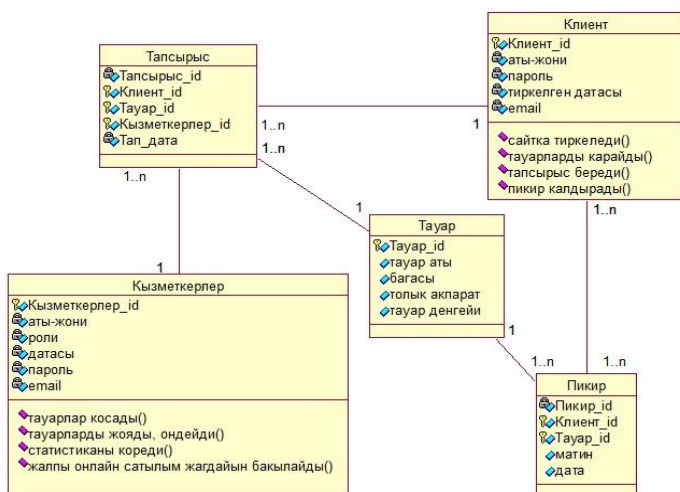 Клиент
Клиент_id
аты-жони
пароль
тиркелген датасы
email
сайтка тиркеледи()
тауарларды карайды()
тапсырыс береди()
пикир калдырады()
Тапсырыс
Тапсырыс_id
Клиент_id
Тауар_id
Кызметкерлер_id
Тап_дата
1..n
1
1..n
1..n
1
1
1..n
Тауар
Тауар_id
тауар аты
багасы
толык акпарат
тауар денгейи
Кызметкерлер
Кызметкерлер_id
аты-жони
роли
датасы
пароль
email
тауарлар косады()
тауарларды жояды, ондейди()
статистиканы кореди()
жалпы онлайн сатылым жагдайын бакылайды()
1
1..n
1..n
Пикир
Пикир_id
Клиент_id
Тауар_id
матин
дата